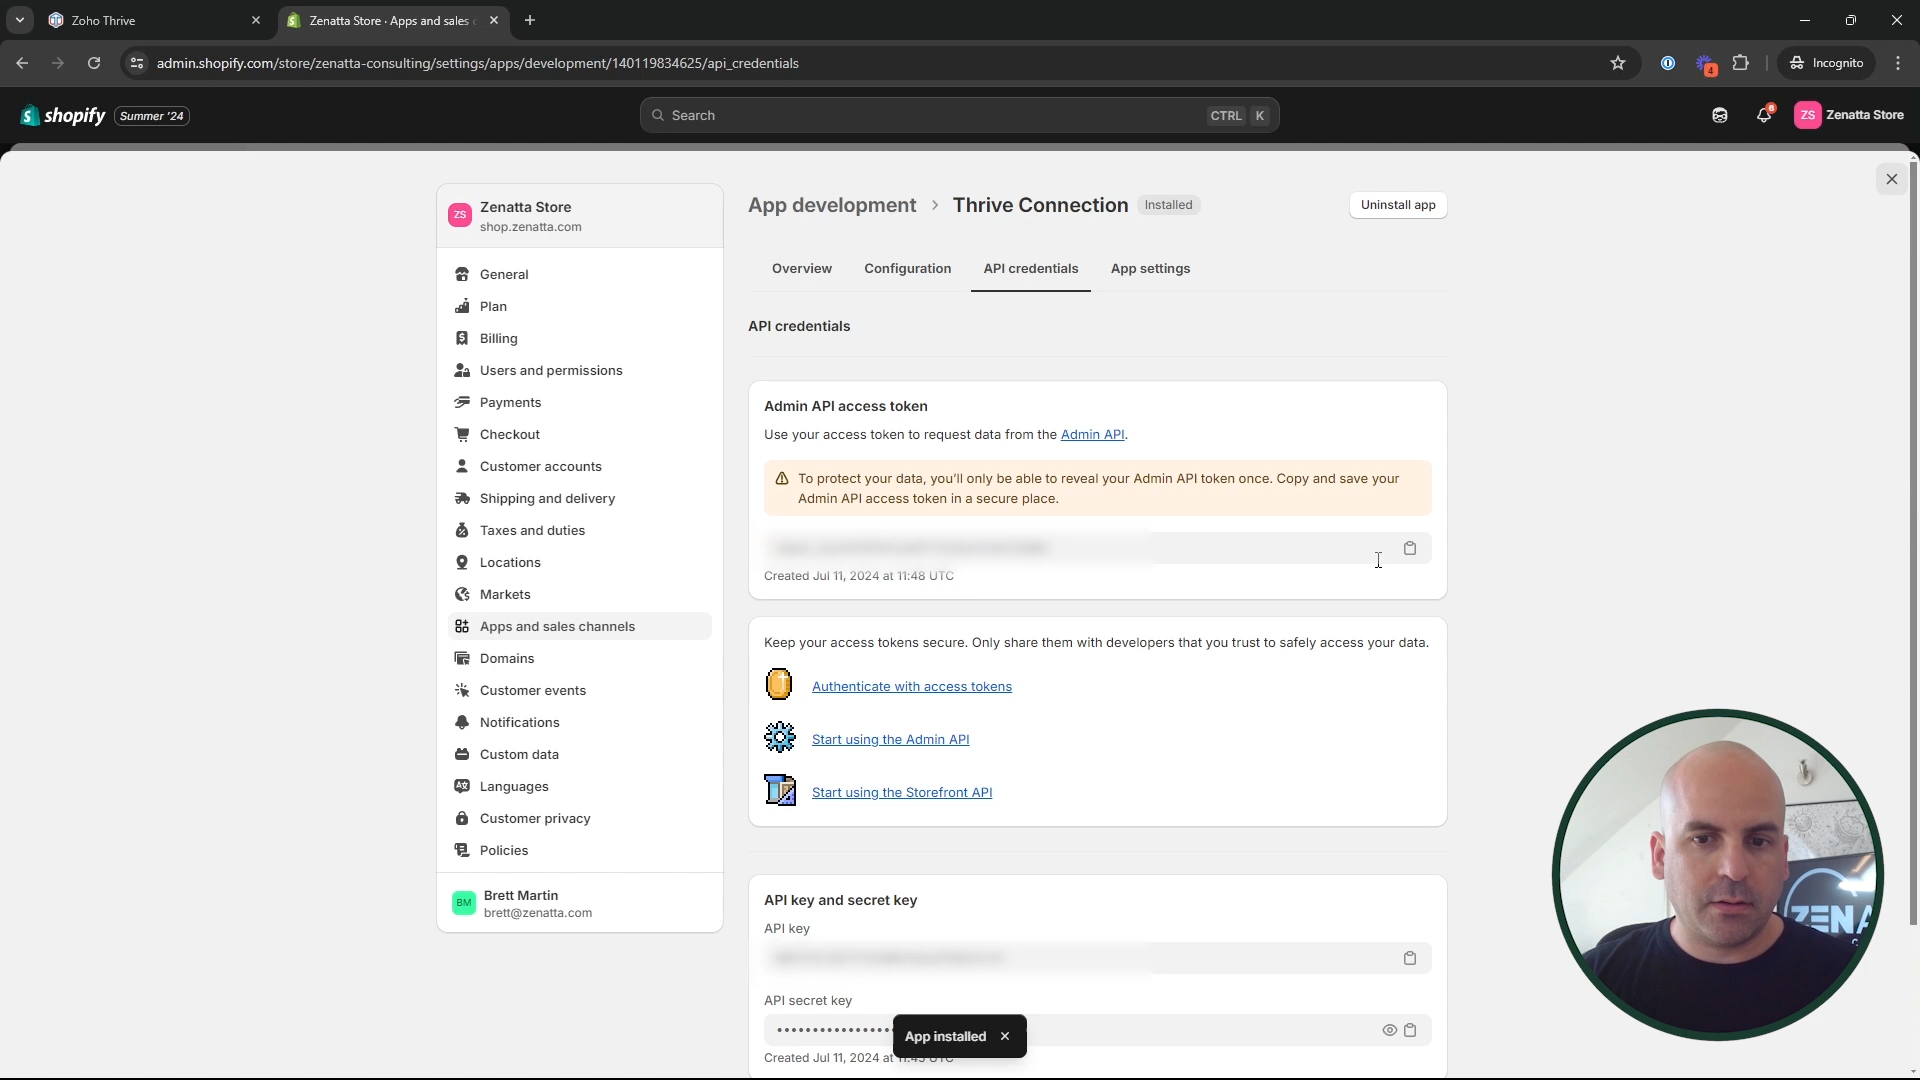 Zoho Thrive
Zenatta Store · Apps and sales c
admin.shopify.com/store/zenatta-consulting/settings/apps/development/140119834625/api_credentials
4
Incognito
shopify
Summer '24
Search
CTRL K
8
ZS
Zenatta Store
ZS
Zenatta Store
shop.zenatta.com
General
Plan
Billing
Users and permissions
Payments
Checkout
Customer accounts
Shipping and delivery
Taxes and duties
Locations
Markets
Apps and sales channels
Domains
Customer events
Notifications
Custom data
Languages
Customer privacy
Policies
BM
Brett Martin
brett@zenatta.com
App development
Thrive Connection
Installed
Uninstall app
Overview
Configuration
API credentials
App settings
API credentials
Admin API access token
Use your access token to request data from the Admin API.
To protect your data, you'll only be able to reveal your Admin API token once. Copy and save your
Admin API access token in a secure place.
Created Jul 11, 2024 at 11:48 UTC
Keep your access tokens secure. Only share them with developers that you trust to safely access your data.
Authenticate with access tokens
Start using the Admin API
Start using the Storefront API
API key and secret key
API key
API secret key
••••••••••••••••
App installed
Created Jul 11, 2024 at
ZENA